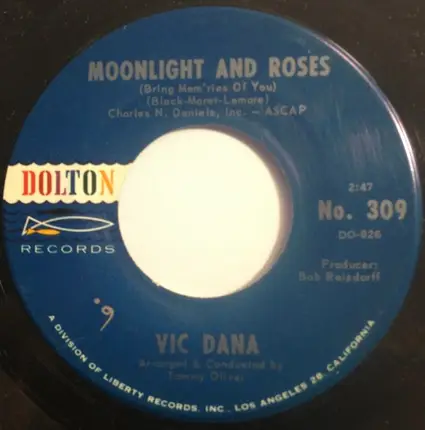 MOONLIGHT AND ROSES
(Bring Mem'ries Of You)
(Black-Moret-Lemare)
Charles N. Daniels, Inc. - ASCAP
DOLTON
RECORDS
2:47
No. 309
DO-826
Producer:
Bob Reisdorff
9
VIC DANA
Arranged & Conducted by
Tommy Oliver
A DIVISION OF LIBERTY RECORDS, INC., LOS ANGELES 28, CALIFORNIA